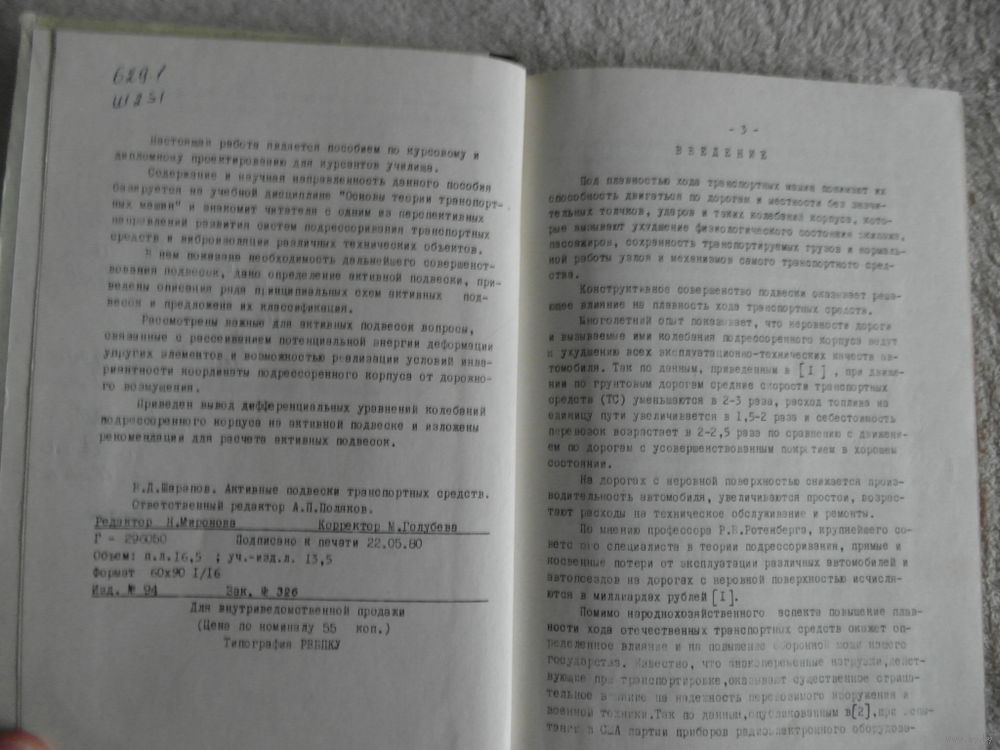 629.1
Ш251
Настоящая работа является пособием по курсовому и
дипломному проектированию для курсантов училища.
Содержание и научная направленность данного пособия
базируется на учебной дисциплине "Основы теории транспорт-
ных машин" и знакомит читателя с одним из перспективных
направлений развития систем подрессоривания транспортных
средств и виброизоляции различных технических объектов.
В нем показана необходимость дальнейшего совершенст-
вования подвесок, дано определение активной подвески, при-
ведены описания ряда принципиальных схем активных под-
весок и предложена их классификация.
Рассмотрены важные для активных подвесок вопросы,
связанные с рассеиванием потенциальной энергии деформации
упругих элементов и возможностью реализации условий инва-
риантности координаты подрессоренного корпуса от дорожно-
го возмущения.
Приведен вывод дифференциальных уравнений колебаний
подрессоренного корпуса на активной подвеске и изложены
рекомендации для расчета активных подвесок.
В.Д.Шарапов. Активные подвески транспортных средств.
Ответственный редактор А.П.Поляков.
Редактор Н.Миронова Корректор М.Голубева
Г - 296050 Подписано к печати 22.05.80
Объем: п.л.16,5 ; уч.-изд.л. 13,5
Формат 60х90 I/I6
Изд. № 94 Зак. № 326
Для внутриведомственной продажи
(Цена по номиналу 55 коп.)
Типография РВВПКУ
- 3 -
ВВЕДЕНИЕ
Под плавностью хода транспортных машин понимает их
способность двигаться по дорогам и местности без значи-
тельных толчков, ударов и таких колебаний корпуса, кото-
рые вызывают ухудшение физиологического состояния экипажа,
пассажиров, сохранность транспортируемых грузов и нормаль-
ной работы узлов и механизмов самого транспортного сред-
ства.
Конструктивное совершенство подвески оказывает реша-
ющее влияние на плавность хода транспортных средств.
Многолетний опыт показывает, что неровности дороги
и вызываемые ими колебания подрессоренного корпуса ведут
к ухудшению всех эксплуатационно-технических качеств ав-
томобиля. Так по данным, приведенным в [I] , при движе-
нии по грунтовым дорогам средние скорости транспортных
средств (ТС) уменьшаются в 2-3 раза, расход топлива на
единицу пути увеличивается в 1,5-2 раза и себестоимость
перевозок возрастает в 2-2,5 раза по сравнению с движени-
ем по дорогам с усовершенствованным покрытием в хорошем
состоянии.
На дорогах с неровной поверхностью снижается произ-
водительность автомобиля, увеличиваются простои, возрас-
тают расходы на техническое обслуживание и ремонты.
По мнению профессора Р.В.Ротенберга, крупнейшего со-
ветского специалиста в теории подрессоривания, прямые и
косвенные потери от эксплуатации различных автомобилей и
автопоездов на дорогах с неровной поверхностью исчисля-
ются в миллиардах рублей [I].
Помимо народнохозяйственного аспекта повышение плав-
ности хода отечественных транспортных средств окажет оп-
ределенное влияние и на повышение оборонной мощи нашего
государства. Известно, что знакопеременные нагрузки,дейст-
вующие при транспортировке,оказывают существенное отрица-
тельное влияние на надежность перевозимого вооружения и
военной техники.Так по данным,опубликованным в[2],при испы-
тании в США партии приборов радиоэлектронного оборудова-